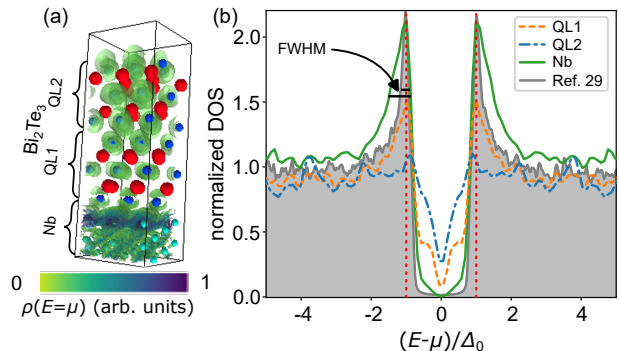 (a)
Bi2Te3
QL2
QL1
Nb
0
1
ρ(E=μ) (arb. units)
(b)
normalized DOS
2.0
1.5
1.0
0.5
0.0
FWHM
QL1
QL2
Nb
Ref. 29
-4
-2
0
2
4
(E-μ)/Δ0